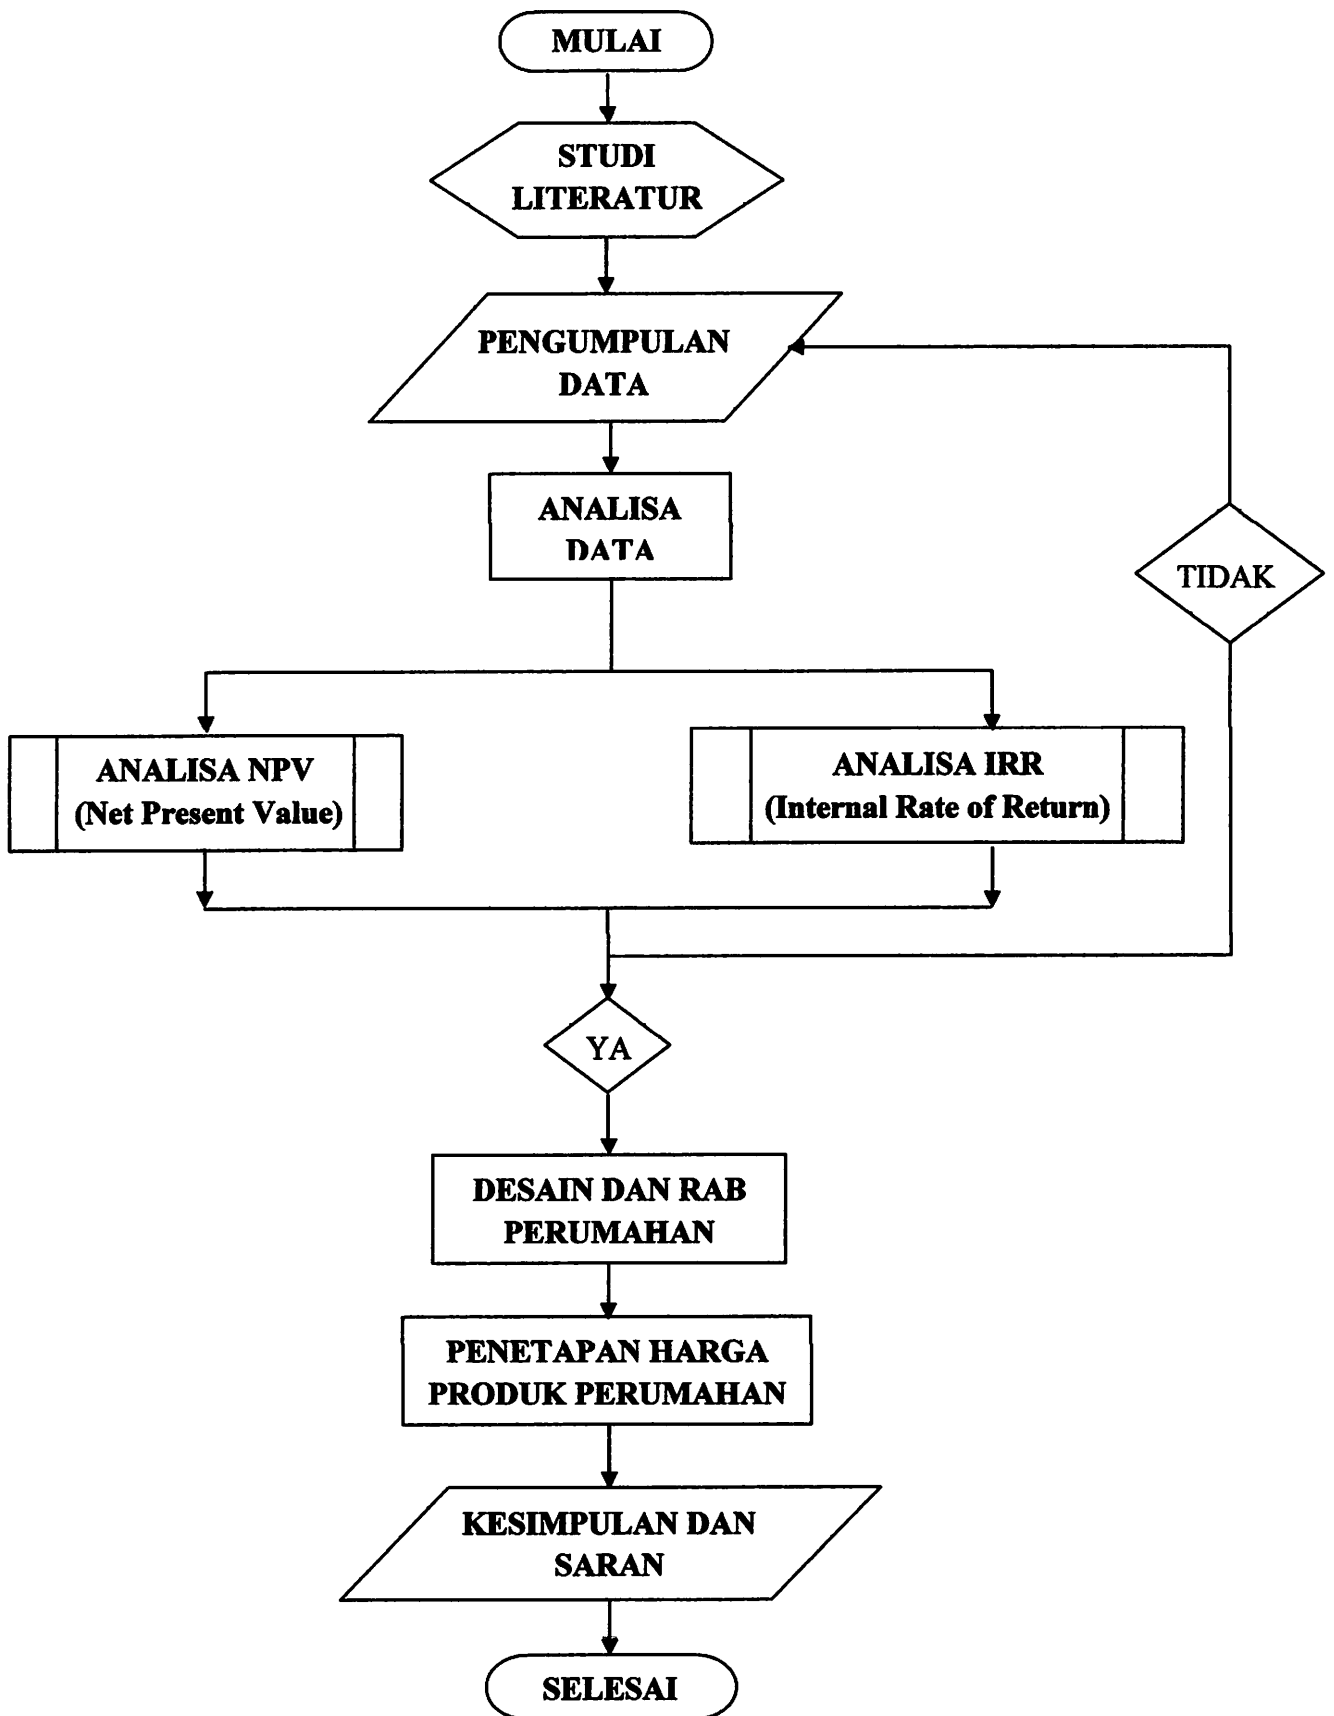 MULAI
STUDI
LITERATUR
PENGUMPULAN
DATA
ANALISA
DATA
TIDAK
ANALISA NPV
(Net Present Value)
ANALISA IRR
(Internal Rate of Return)
YA
DESAIN DAN RAB
PERUMAHAN
PENETAPAN HARGA
PRODUK PERUMAHAN
KESIMPULAN DAN
SARAN
SELESAI